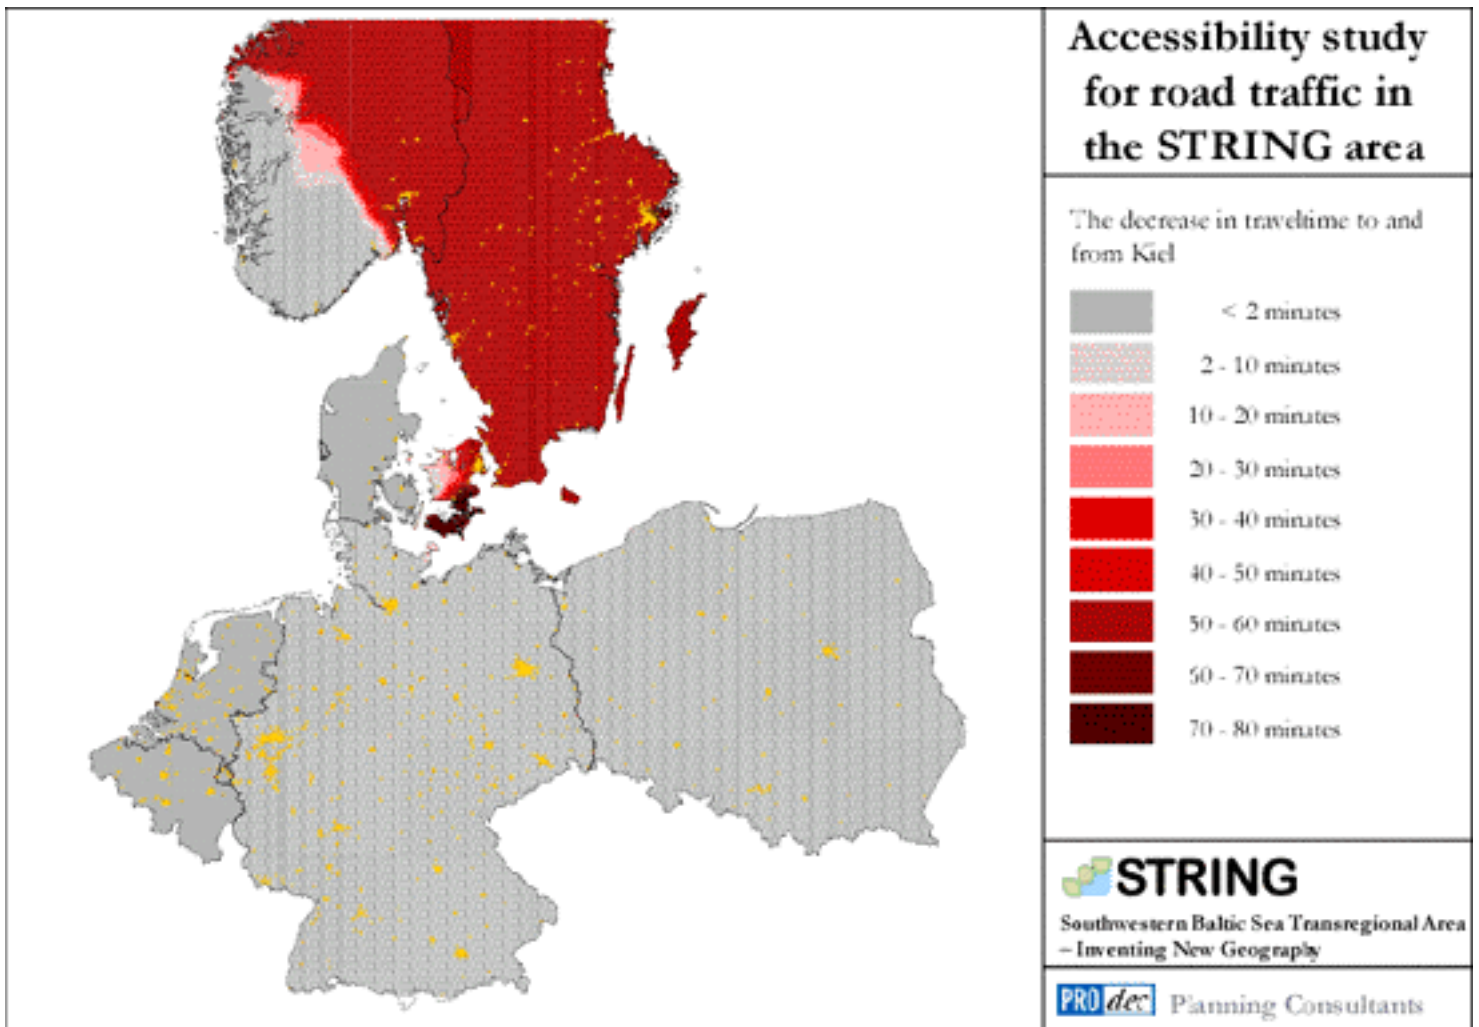 Accessibility study
for road traffic in
the STRING area
The decrease in traveltime to and
from Kiel
< 2 minutes
2 - 10 minutes
10 - 20 minutes
20 - 30 minutes
30 - 40 minutes
40 - 50 minutes
50 - 60 minutes
60 - 70 minutes
70 - 80 minutes
STRING
Southwestern Baltic Sea Transregional Area
– Inventing New Geography
PRO dec Planning Consultants